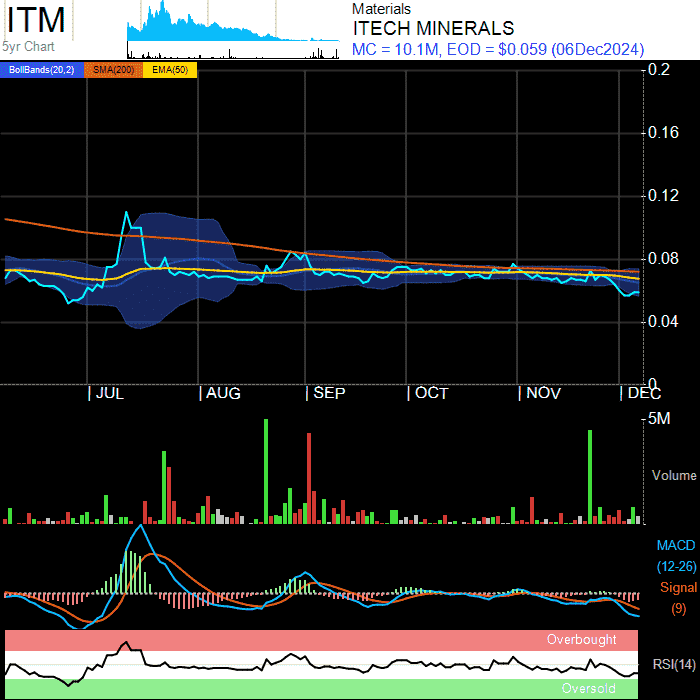 ITM
5yr Chart
Materials
ITECH MINERALS
MC = 10.1M, EOD = $0.059 (06Dec2024)
BollBands(20,2) SMA(200) EMA(50)
0.2
0.16
0.12
0.08
0.04
0
JUL AUG SEP OCT NOV DEC
5M
Volume
MACD
(12-26)
Signal
(9)
Overbought
RSI(14)
Oversold